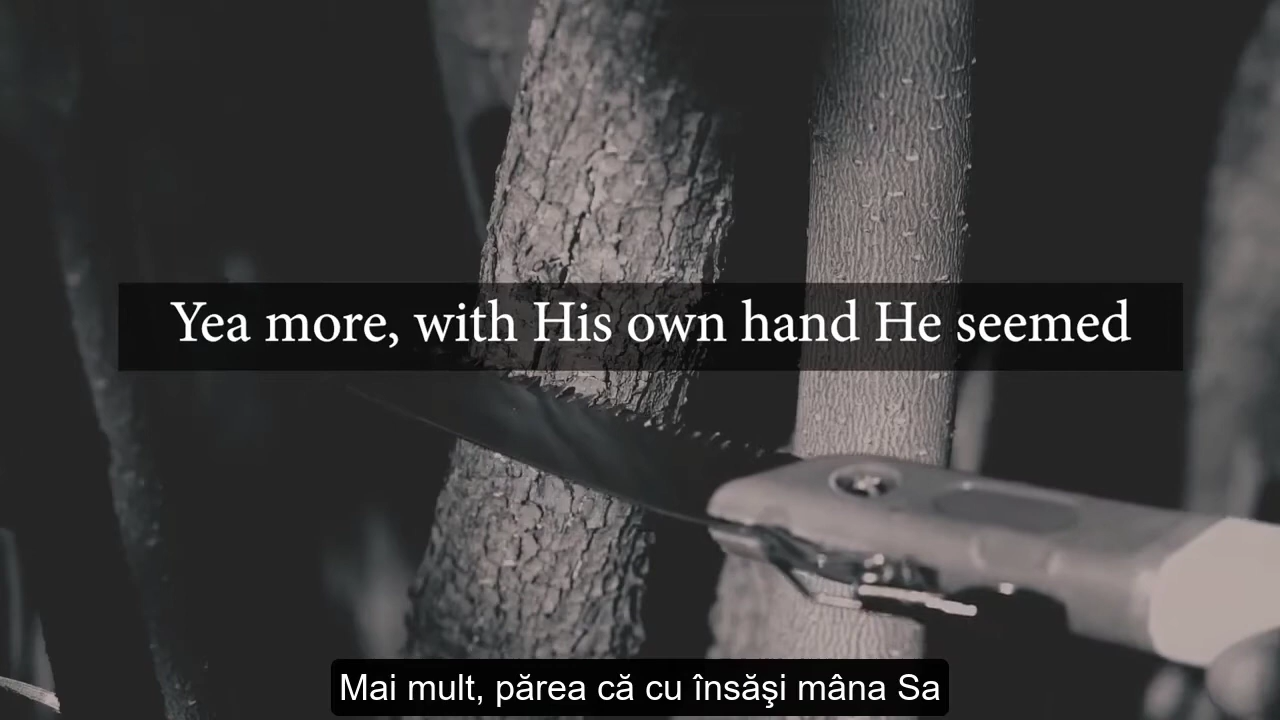 Yea more, with His own hand He seemed
Mai mult, părea că cu însăşi mâna Sa